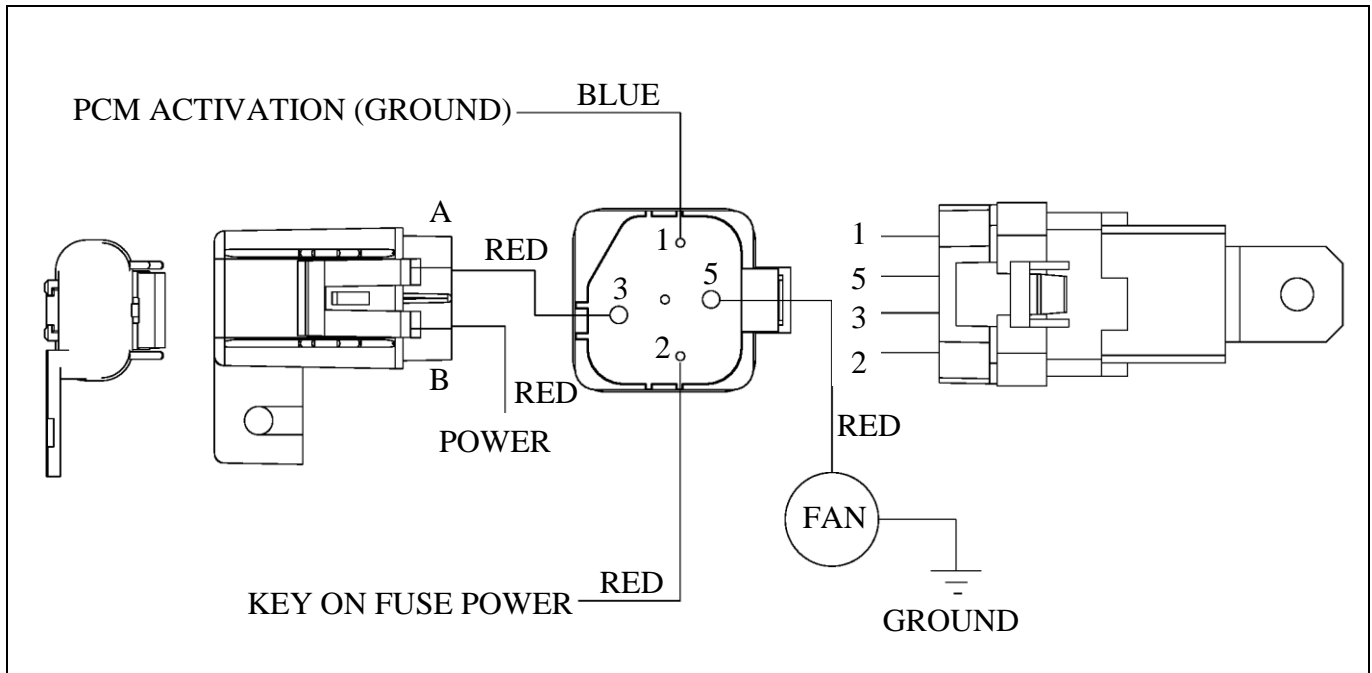 BLUE
PCM ACTIVATION (GROUND)
A
RED
1
3
5
2
B
RED
POWER
1
5
3
2
RED
FAN
KEY ON FUSE POWER
RED
GROUND